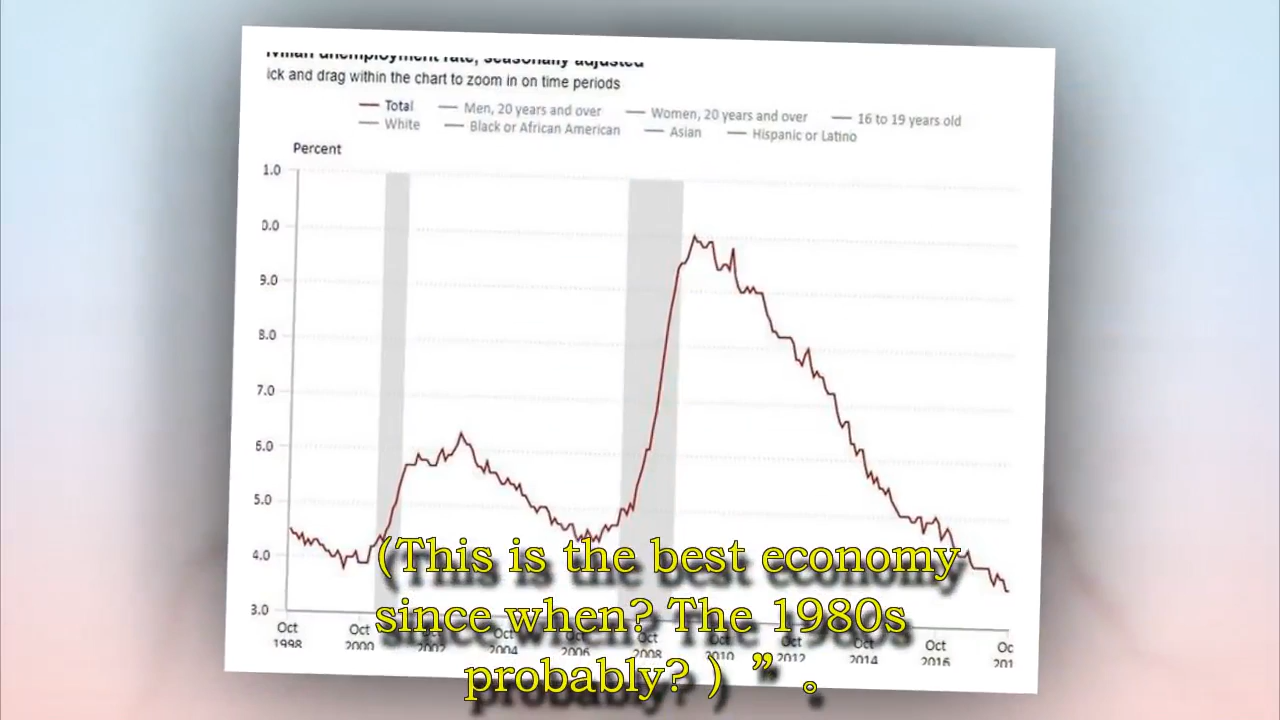 ivilian unemployment rate, seasonally adjusted
ick and drag within the chart to zoom in on time periods
Total Men, 20 years and over Women, 20 years and over 16 to 19 years old
White Black or African American Asian Hispanic or Latino
Percent
1.0
0.0
9.0
8.0
7.0
6.0
5.0
4.0
3.0
Oct Oct Oct Oct Oct Oct Oc
1998 2000 2002 2004 2006 2008 2010 2012 2014 2016 201
(This is the best economy
since when? The 1980s
probably? ) ” 。